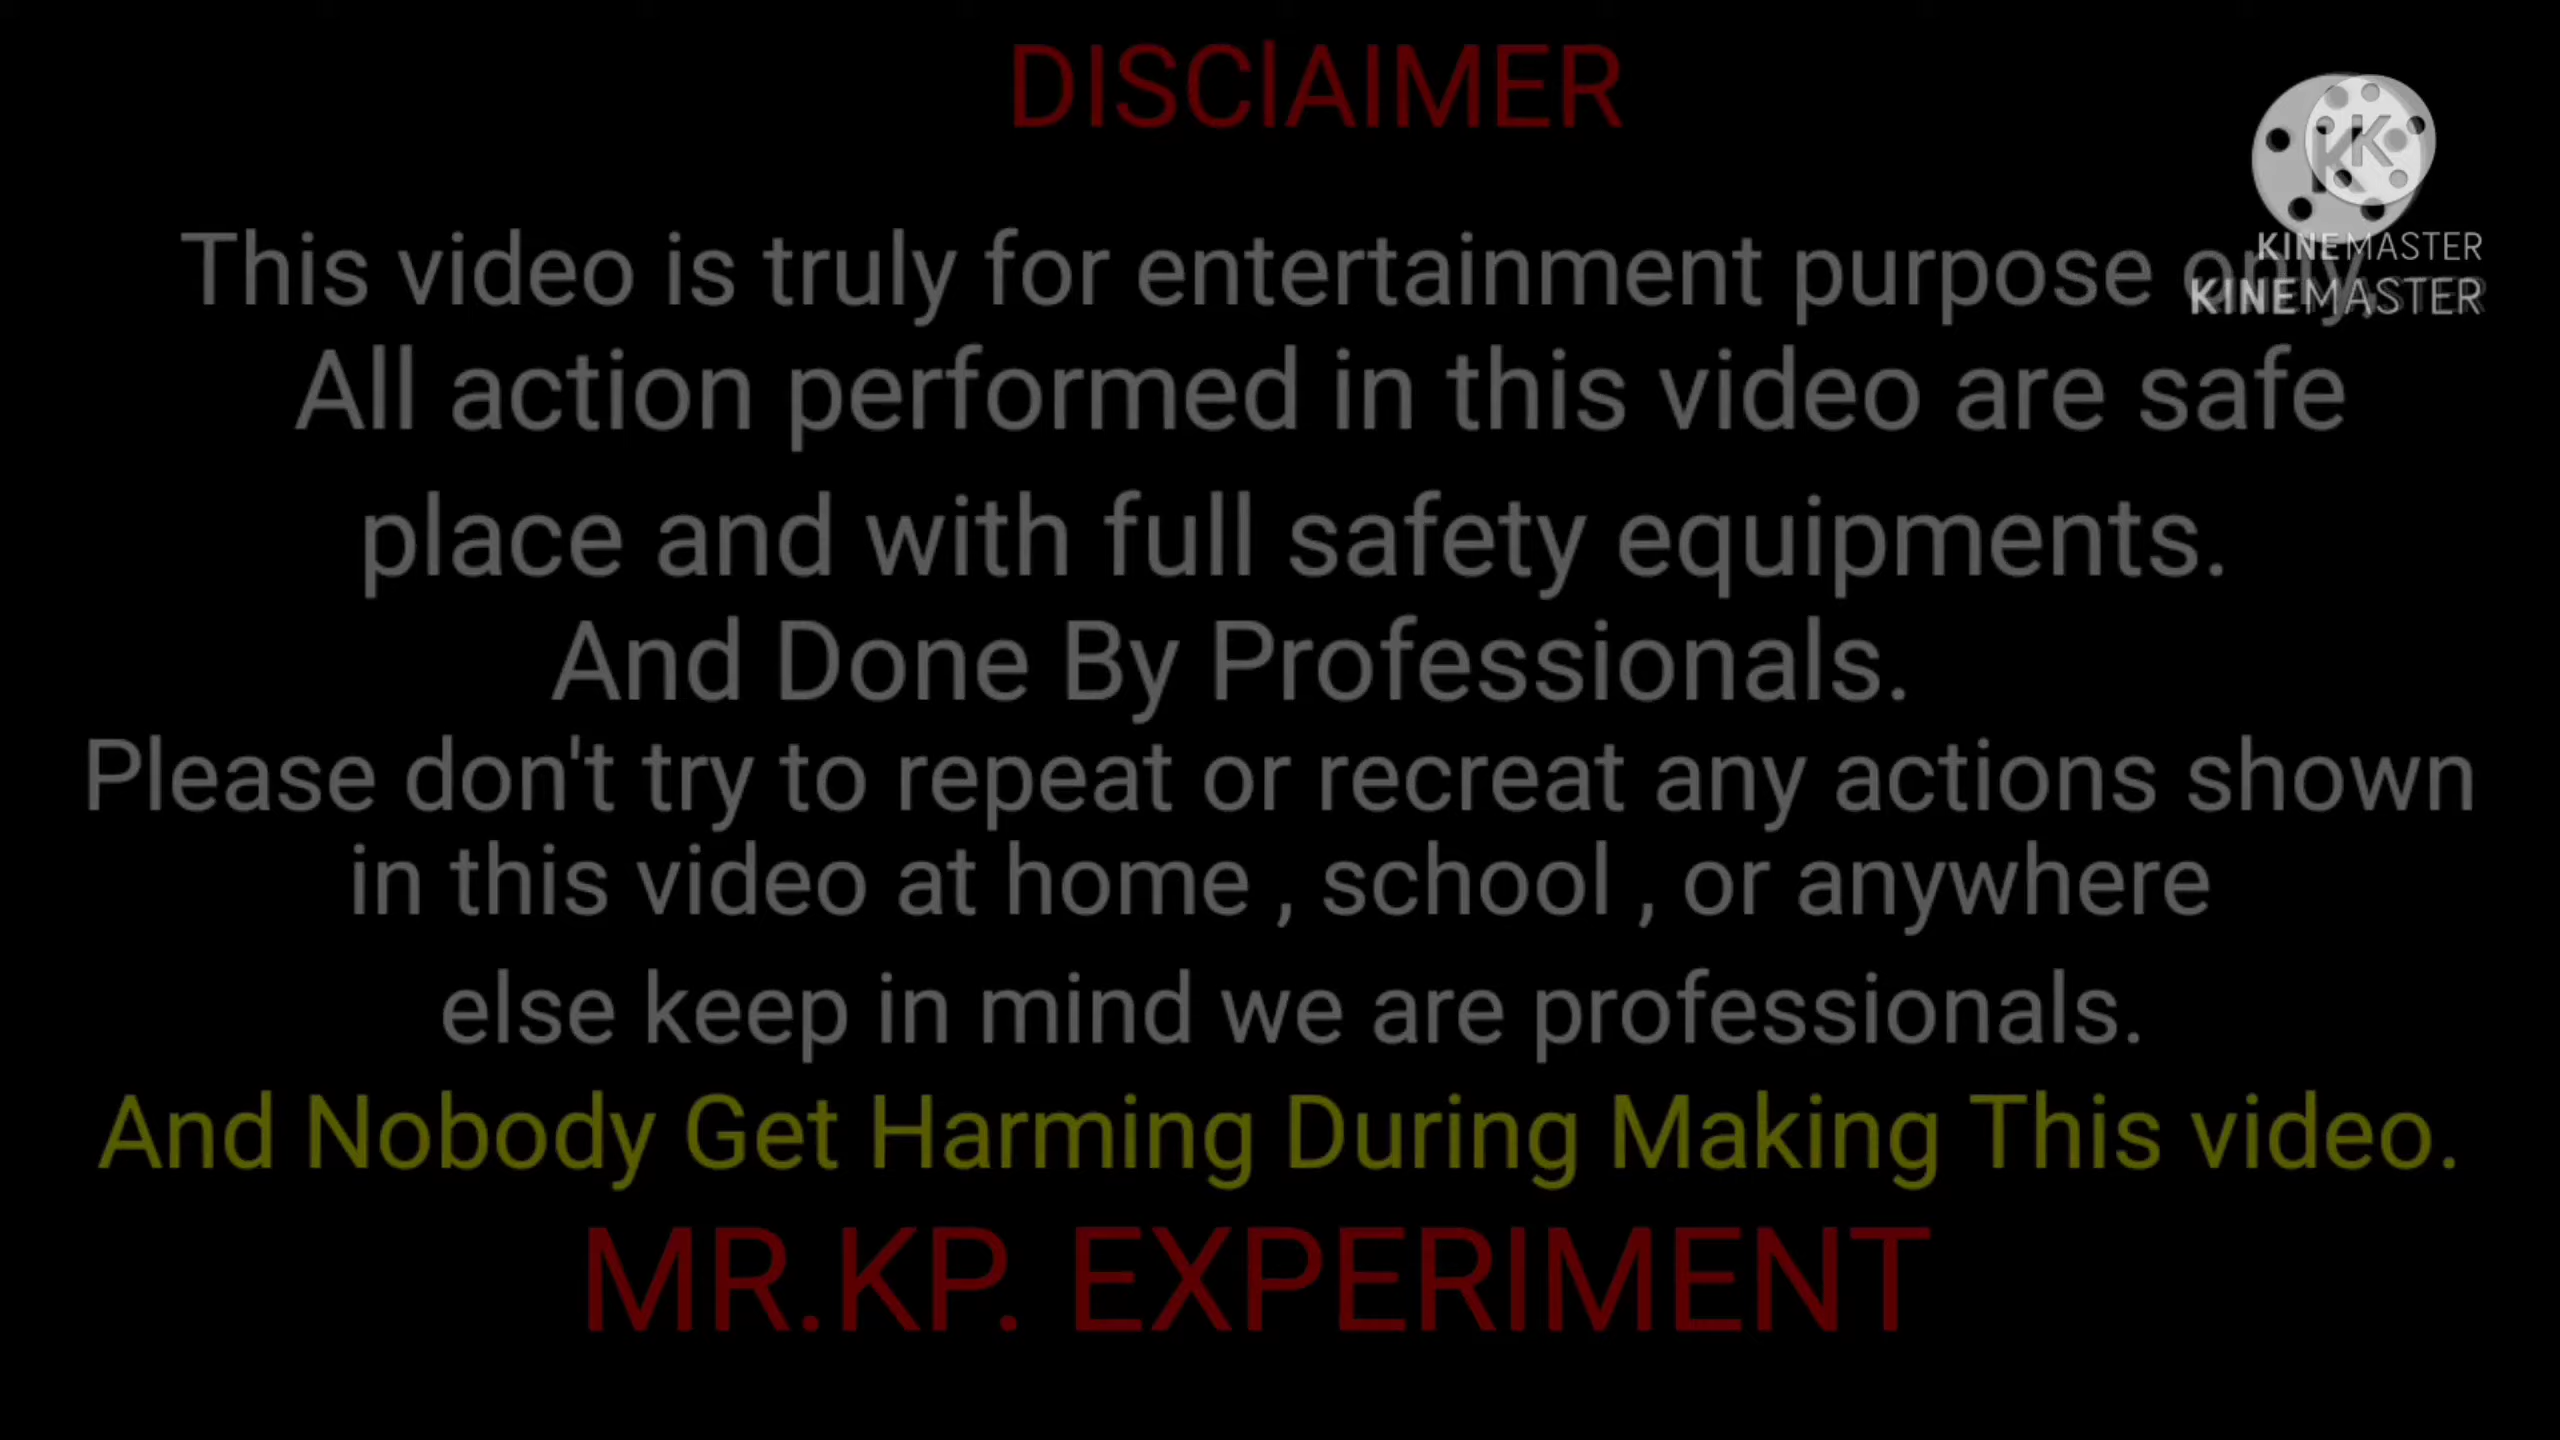 DISClAIMER
This video is truly for entertainment purpose only,
KINEMASTER
KINEMASTER
All action performed in this video are safe
place and with full safety equipments.
And Done By Professionals.
Please don't try to repeat or recreat any actions shown
in this video at home , school , or anywhere
else keep in mind we are professionals.
And Nobody Get Harming During Making This video.
MR.KP. EXPERIMENT